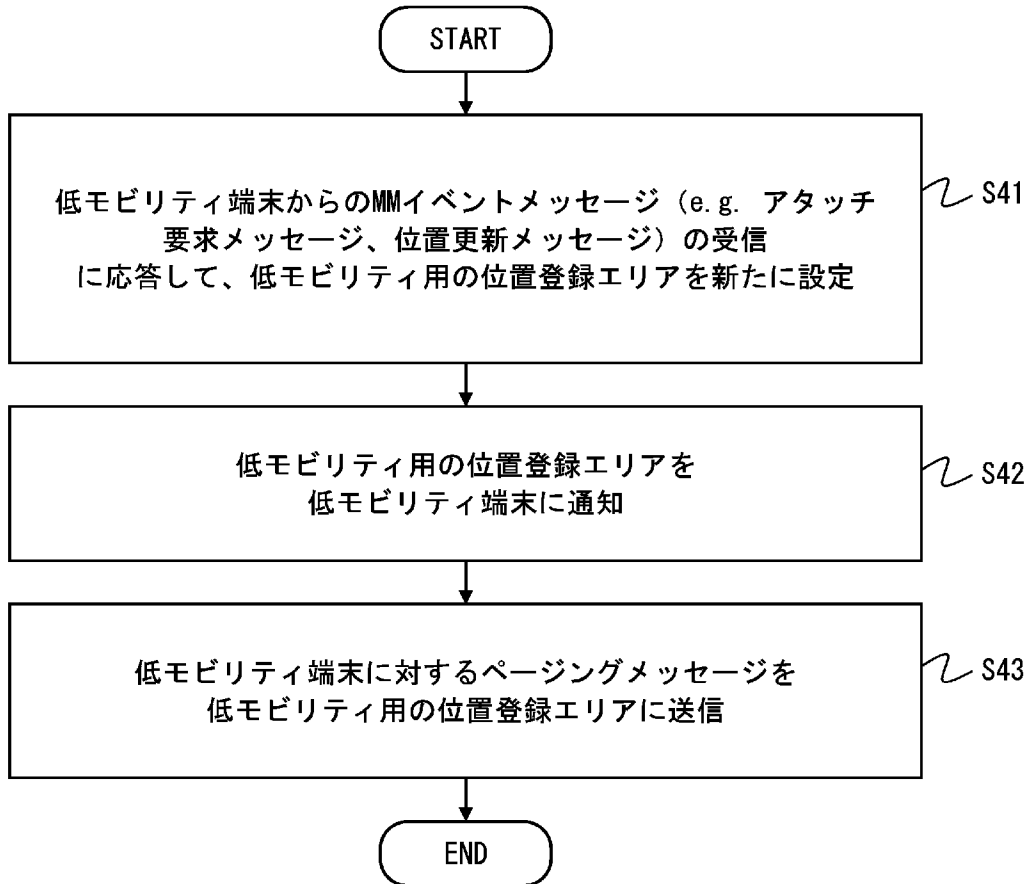 START
低モビリティ端末からのMMイベントメッセージ（e.g. アタッチ
要求メッセージ、位置更新メッセージ）の受信
に応答して、低モビリティ用の位置登録エリアを新たに設定
S41
低モビリティ用の位置登録エリアを
低モビリティ端末に通知
S42
低モビリティ端末に対するページングメッセージを
低モビリティ用の位置登録エリアに送信
S43
END